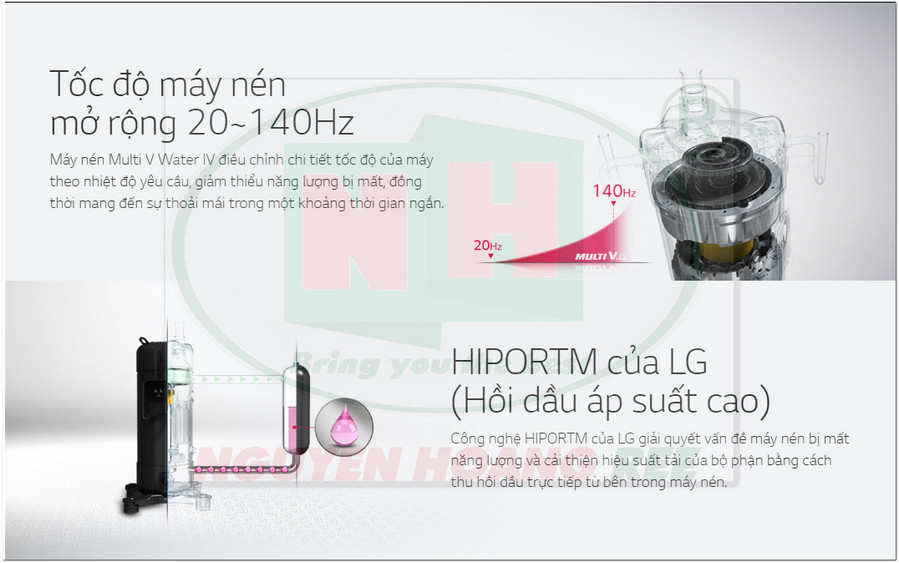 Tốc độ máy nén
mở rộng 20~140Hz
Máy nén Multi V Water IV điều chỉnh chi tiết tốc độ của máy
theo nhiệt độ yêu cầu, giảm thiểu năng lượng bị mất, đồng
thời mang đến sự thoải mái trong một khoảng thời gian ngắn.
140Hz
20Hz
MULTI V
NH
HIPORTM của LG
(Hồi dầu áp suất cao)
Công nghệ HIPORTM của LG giải quyết vấn đề máy nén bị mất
năng lượng và cải thiện hiệu suất tải của bộ phận bằng cách
thu hồi dầu trực tiếp từ bên trong máy nén.
Bring you
NGUYEN HOANG REE